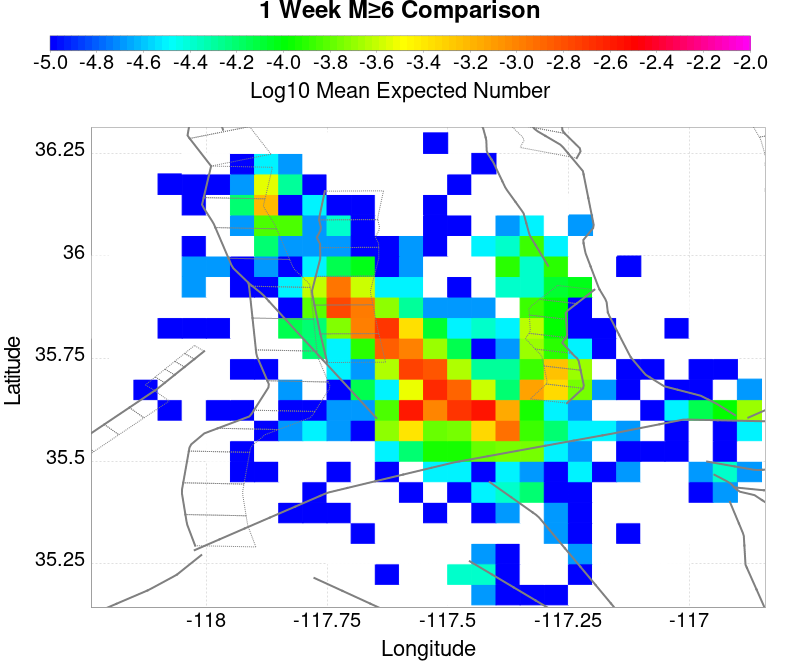 1 Week M≥6 Comparison
-5.0 -4.8 -4.6 -4.4 -4.2 -4.0 -3.8 -3.6 -3.4 -3.2 -3.0 -2.8 -2.6 -2.4 -2.2 -2.0
Log10 Mean Expected Number
36.25
36
35.75
35.5
35.25
Latitude
-118 -117.75 -117.5 -117.25 -117
Longitude